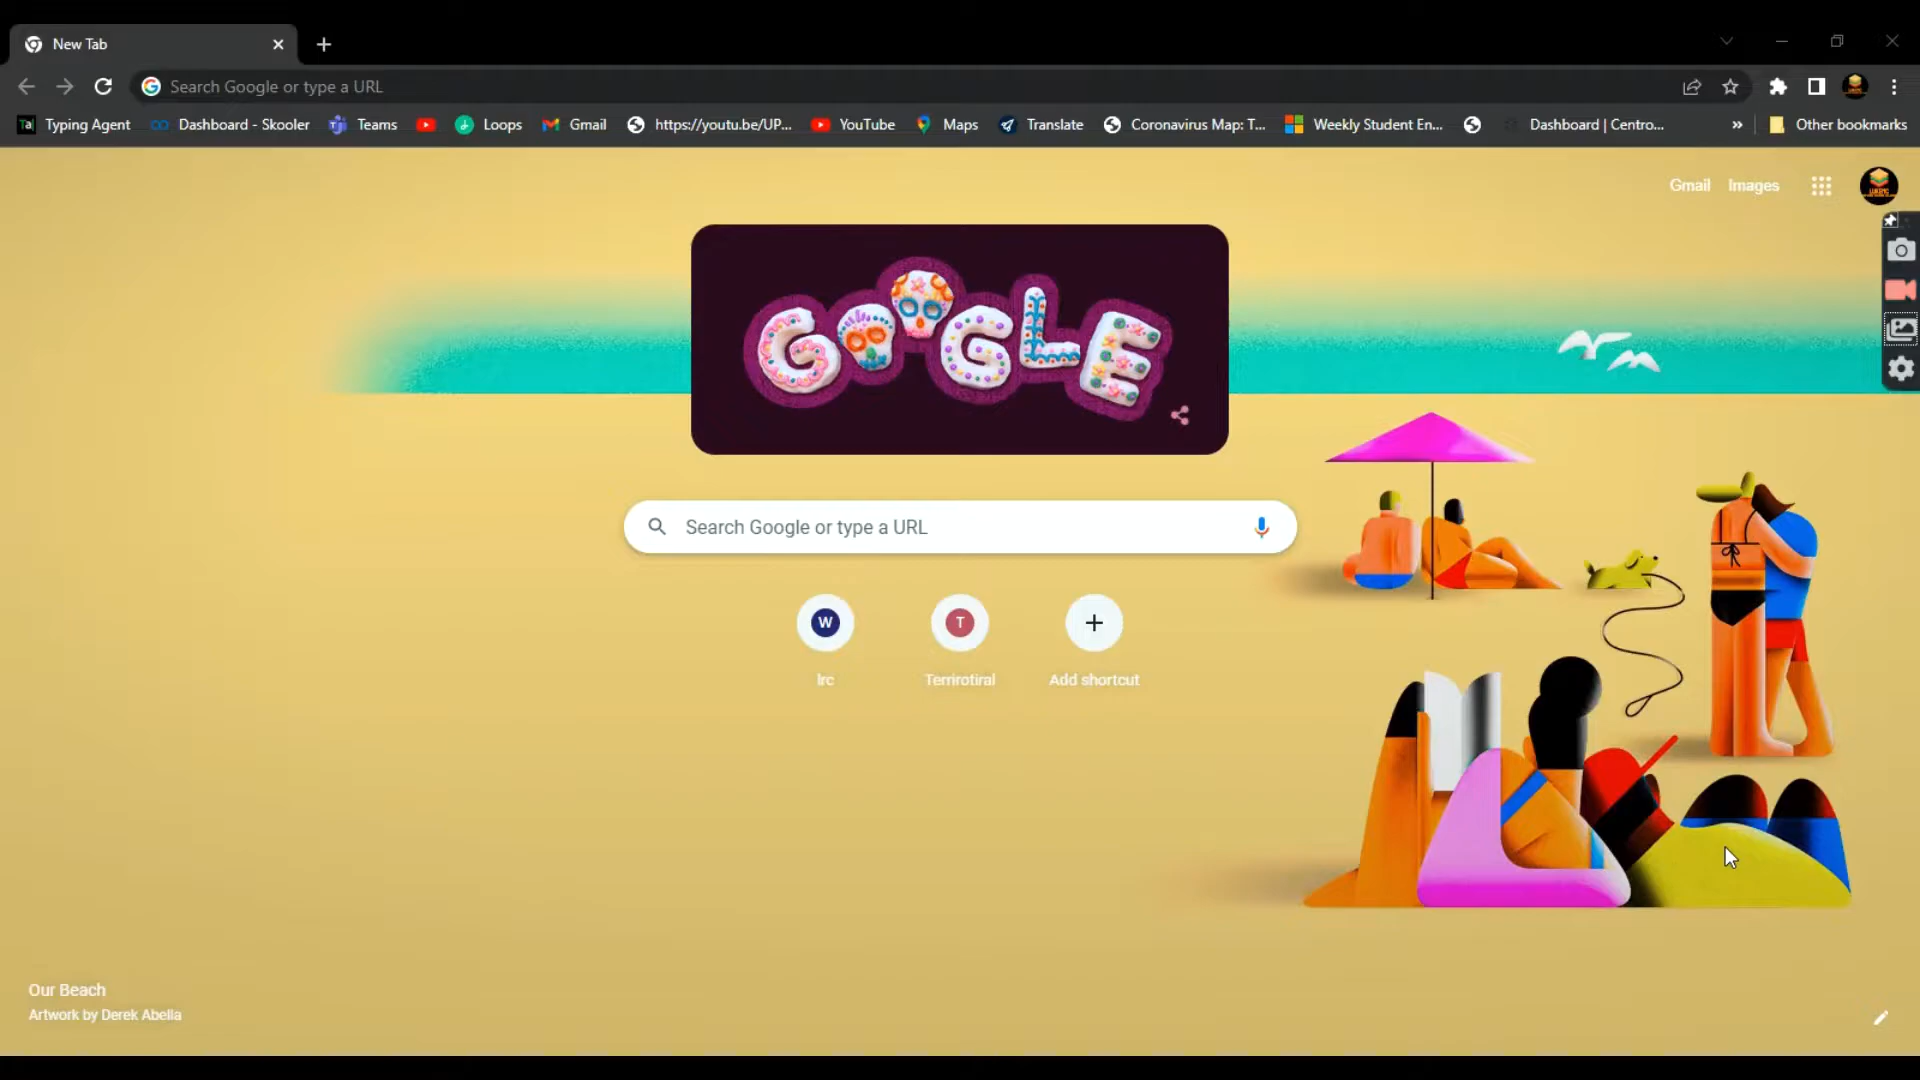 New Tab
Search Google or type a URL
Typing Agent
Dashboard - Skooler
Teams
Loops
Gmail
https://youtu.be/UP...
YouTube
Maps
Translate
Coronavirus Map: T...
Weekly Student En...
Dashboard | Centro...
»
Other bookmarks
Gmail Images
GOOGLE
Search Google or type a URL
W T
lrc
Terrirotiral
Add shortcut
Our Beach
Artwork by Derek Abella